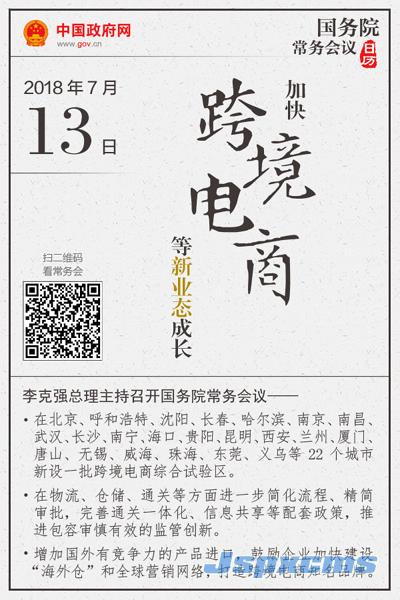 中国政府网
www.gov.cn
国务院
常务会议
日历
2018年7月
13日
加快
跨境
电商
等新业态成长
扫二维码
看常务会
李克强总理主持召开国务院常务会议——
·在北京、呼和浩特、沈阳、长春、哈尔滨、南京、南昌、
武汉、长沙、南宁、海口、贵阳、昆明、西安、兰州、厦门、
唐山、无锡、威海、珠海、东莞、义乌等 22 个城市
新设一批跨境电商综合试验区。
·在物流、仓储、通关等方面进一步简化流程、精简
审批，完善通关一体化、信息共享等配套政策，推
进包容审慎有效的监管创新。
·增加国外有竞争力的产品进口，鼓励企业加快建设
“海外仓”和全球营销网络，打造跨境电商知名品牌。
Jspxcms